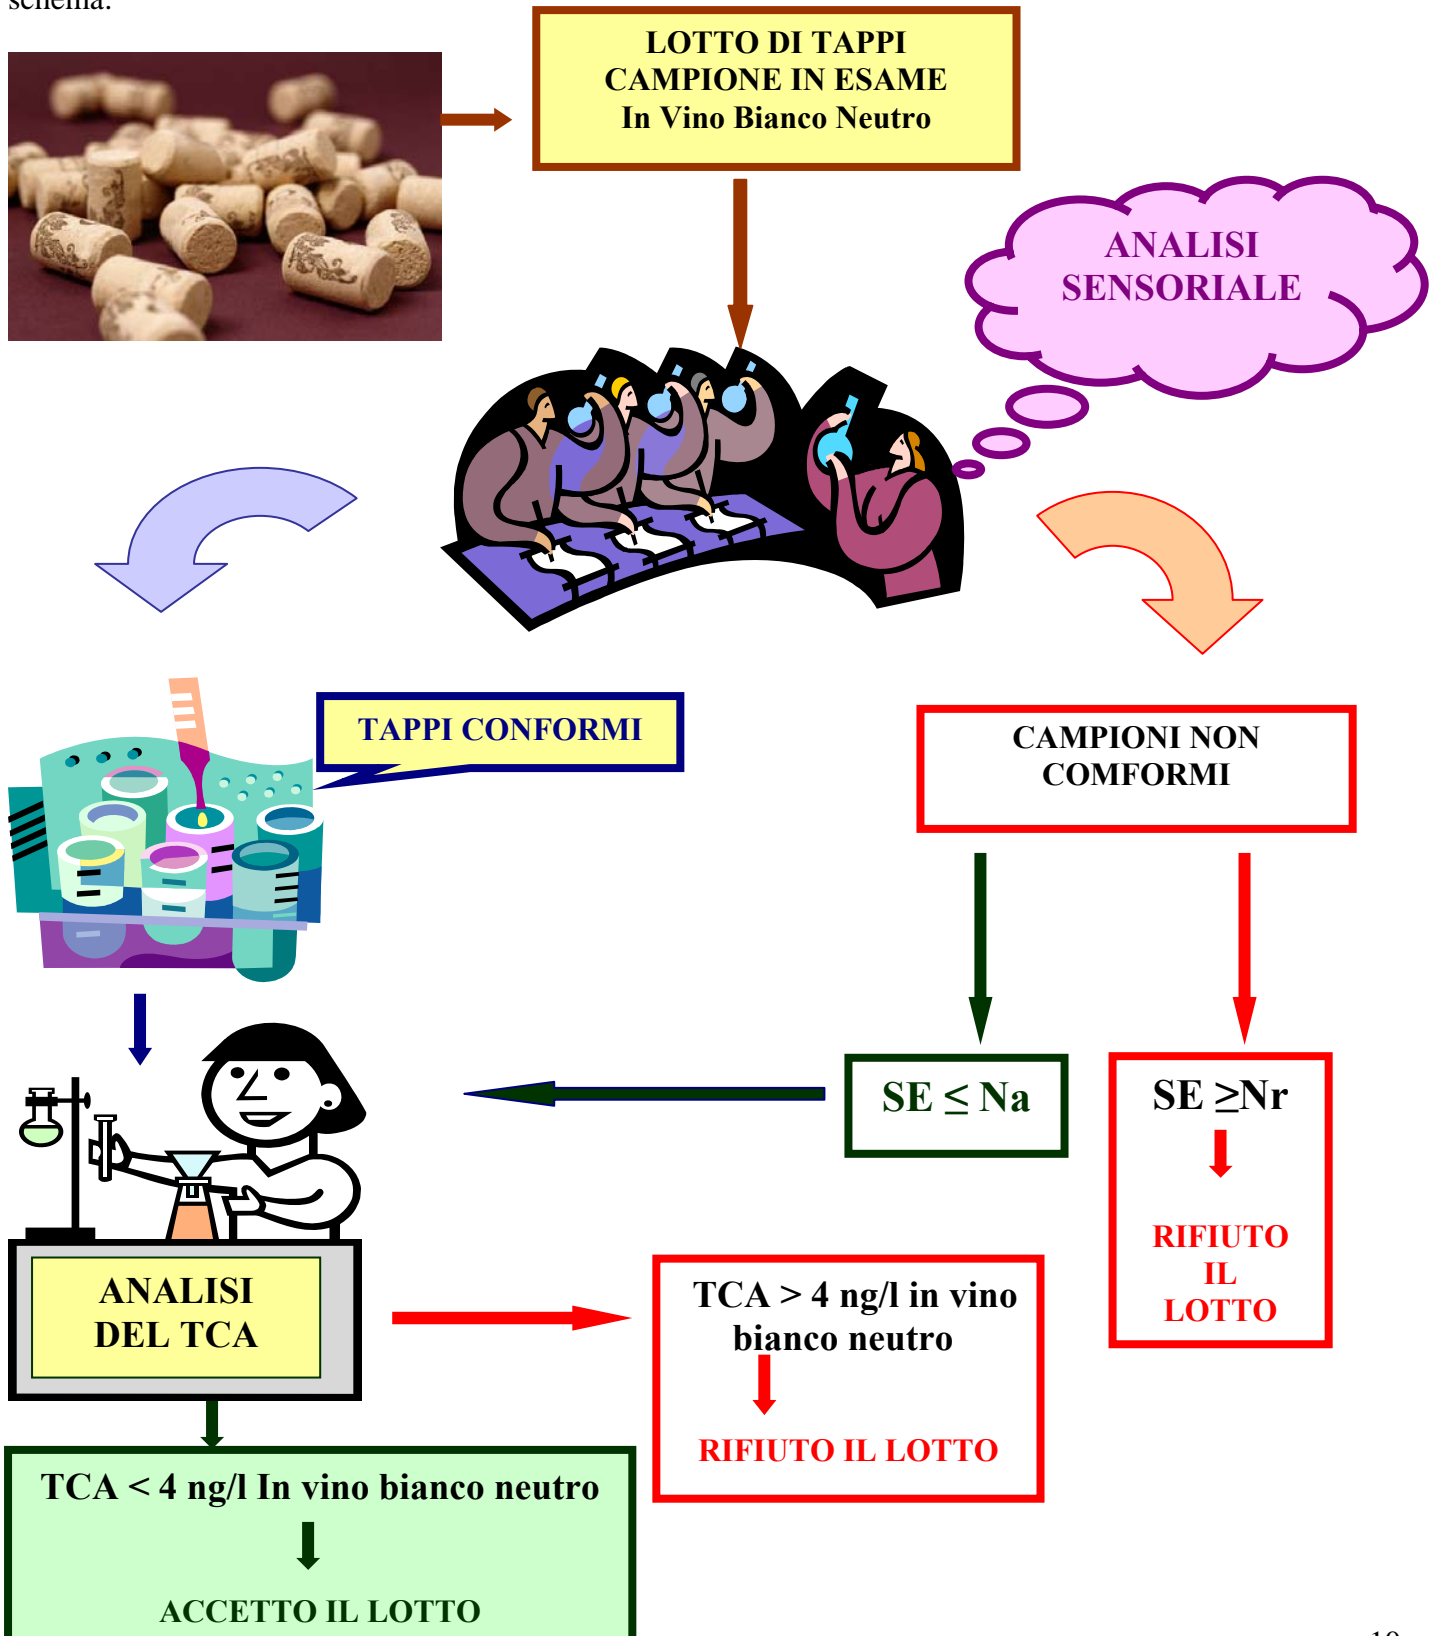 schema:
LOTTO DI TAPPI
CAMPIONE IN ESAME
In Vino Bianco Neutro
ANALISI
SENSORIALE
TAPPI CONFORMI
CAMPIONI NON
COMFORMI
SE ≤ Na
SE ≥Nr
RIFIUTO
IL
LOTTO
ANALISI
DEL TCA
TCA > 4 ng/l in vino
bianco neutro
RIFIUTO IL LOTTO
TCA < 4 ng/l In vino bianco neutro
ACCETTO IL LOTTO